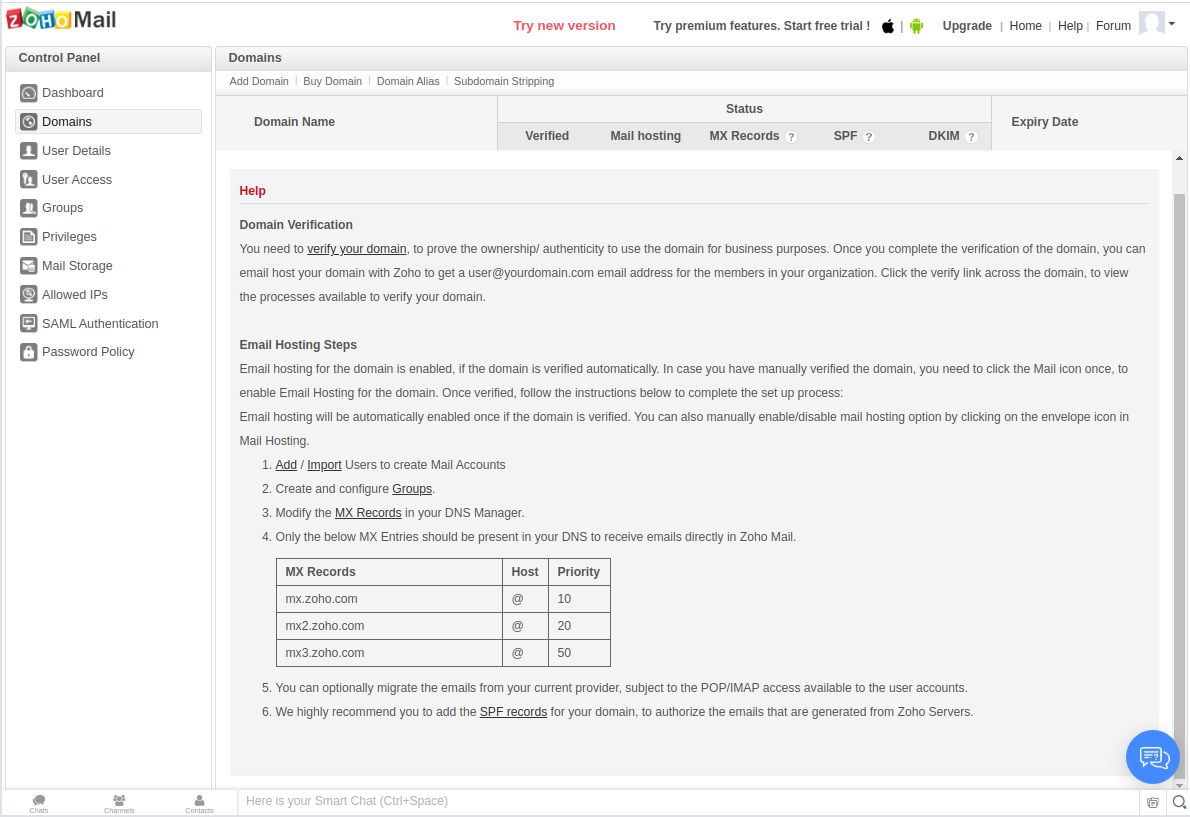 ZOHO Mail
Try new version
Try premium features. Start free trial !
|
Upgrade | Home | Help | Forum
Control Panel
Dashboard
Domains
User Details
User Access
Groups
Privileges
Mail Storage
Allowed IPs
SAML Authentication
Password Policy
Domains
Add Domain | Buy Domain | Domain Alias | Subdomain Stripping
Domain Name
Status
Verified Mail hosting MX Records ? SPF ? DKIM ?
Expiry Date
Help
Domain Verification
You need to verify your domain, to prove the ownership/ authenticity to use the domain for business purposes. Once you complete the verification of the domain, you can
email host your domain with Zoho to get a user@yourdomain.com email address for the members in your organization. Click the verify link across the domain, to view
the processes available to verify your domain.
Email Hosting Steps
Email hosting for the domain is enabled, if the domain is verified automatically. In case you have manually verified the domain, you need to click the Mail icon once, to
enable Email Hosting for the domain. Once verified, follow the instructions below to complete the set up process:
Email hosting will be automatically enabled once if the domain is verified. You can also manually enable/disable mail hosting option by clicking on the envelope icon in
Mail Hosting.
1. Add / Import Users to create Mail Accounts
2. Create and configure Groups.
3. Modify the MX Records in your DNS Manager.
4. Only the below MX Entries should be present in your DNS to receive emails directly in Zoho Mail.
MX Records Host Priority
mx.zoho.com @ 10
mx2.zoho.com @ 20
mx3.zoho.com @ 50
5. You can optionally migrate the emails from your current provider, subject to the POP/IMAP access available to the user accounts.
6. We highly recommend you to add the SPF records for your domain, to authorize the emails that are generated from Zoho Servers.
Chats
Channels
Contacts
Here is your Smart Chat (Ctrl+Space)